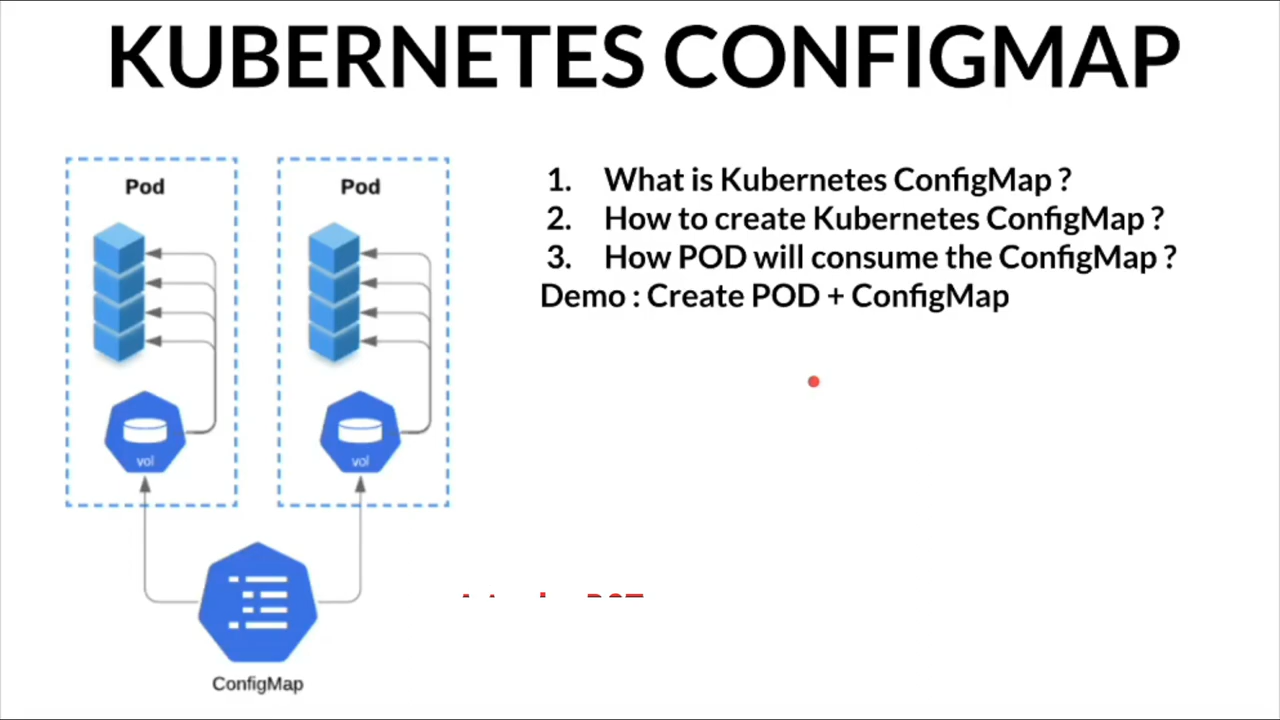 KUBERNETES CONFIGMAP
Pod
Pod
vol
vol
ConfigMap
1. What is Kubernetes ConfigMap ?
2. How to create Kubernetes ConfigMap ?
3. How POD will consume the ConfigMap ?
Demo : Create POD + ConfigMap